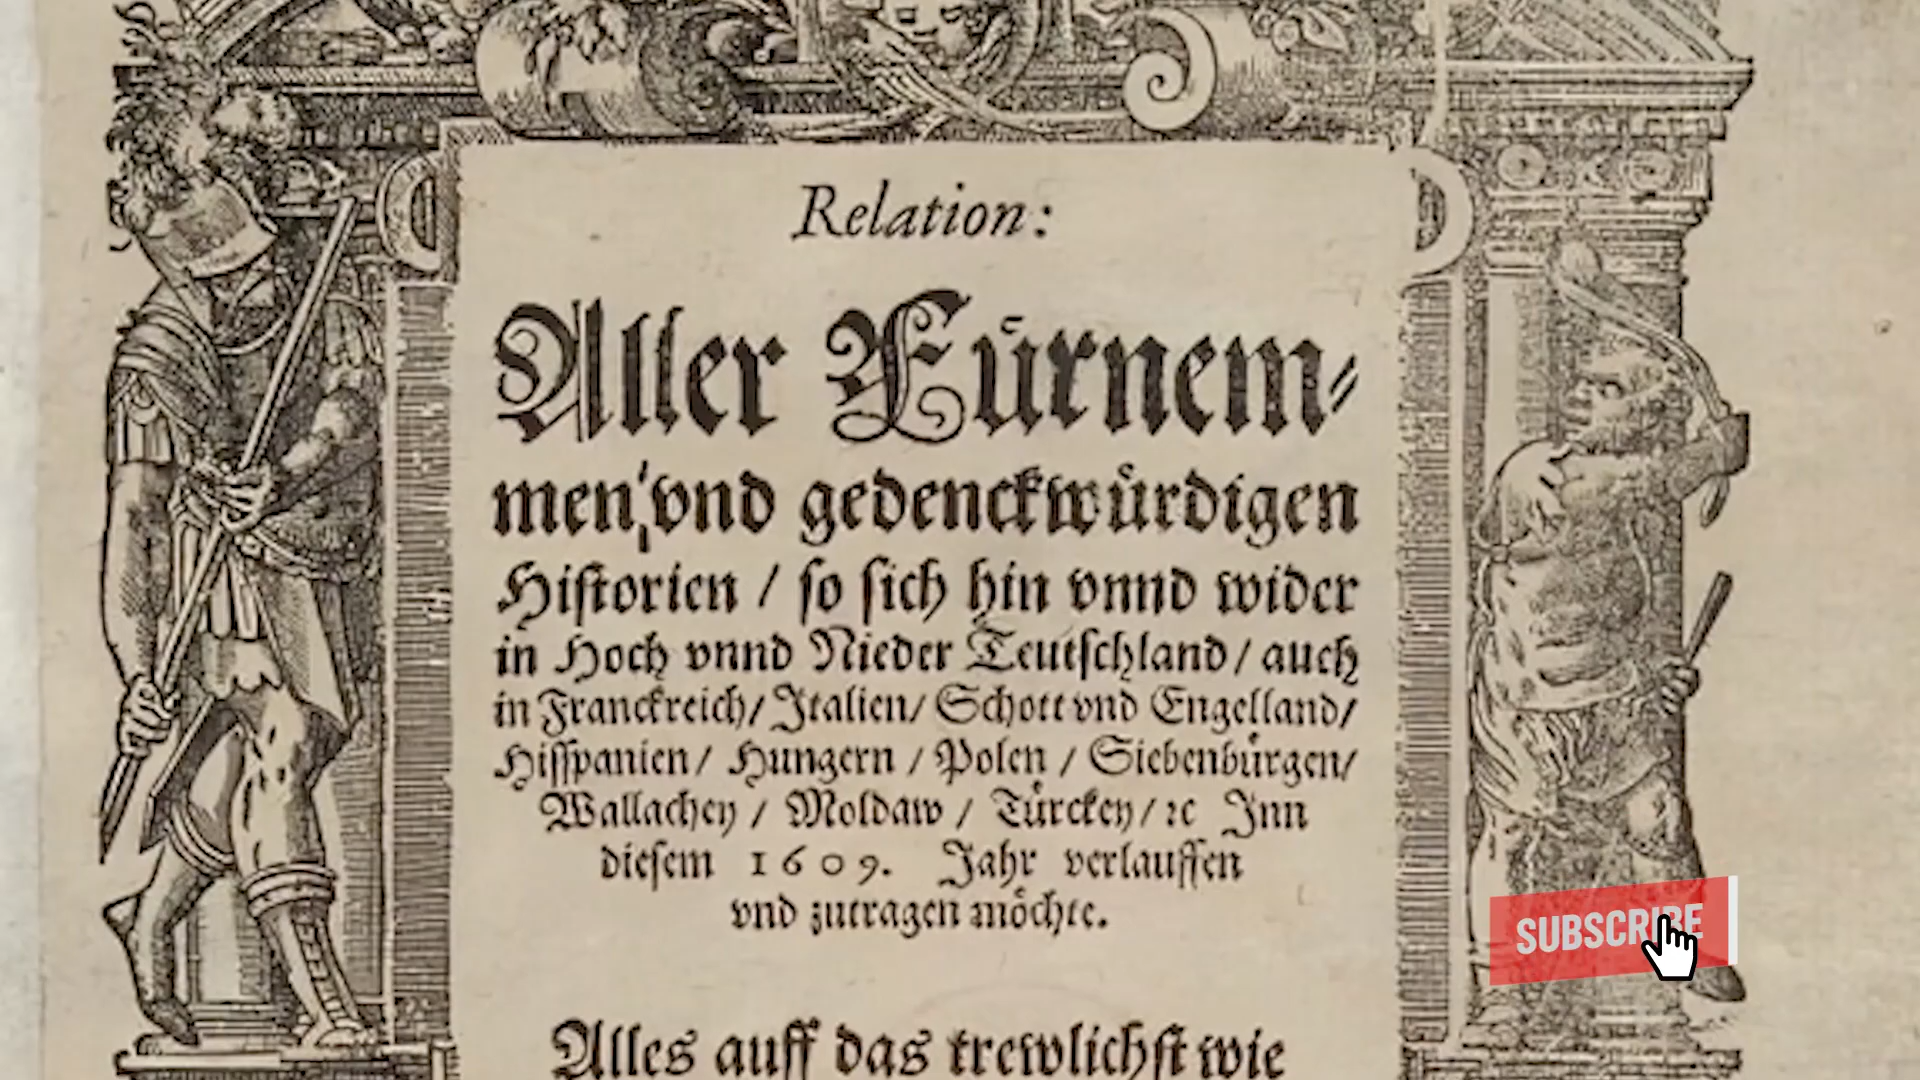 Relation:
Aller Fürnem⸗
men/ vnd gedenckwürdigen
Historien / so sich hin vnnd wider
in Hoch vnnd Nieder Teutschland/ auch
in Franckreich/ Italien/ Schott vnd Engelland/
Hisspanien/ Hungern / Polen / Siebenbürgen/
Wallachey / Moldaw / Türckey/ ꝛc Inn
diesem 1609. Jahr verlauffen
vnd zutragen möchte.
Alles auff das trewlichst wie
SUBSCRIBE